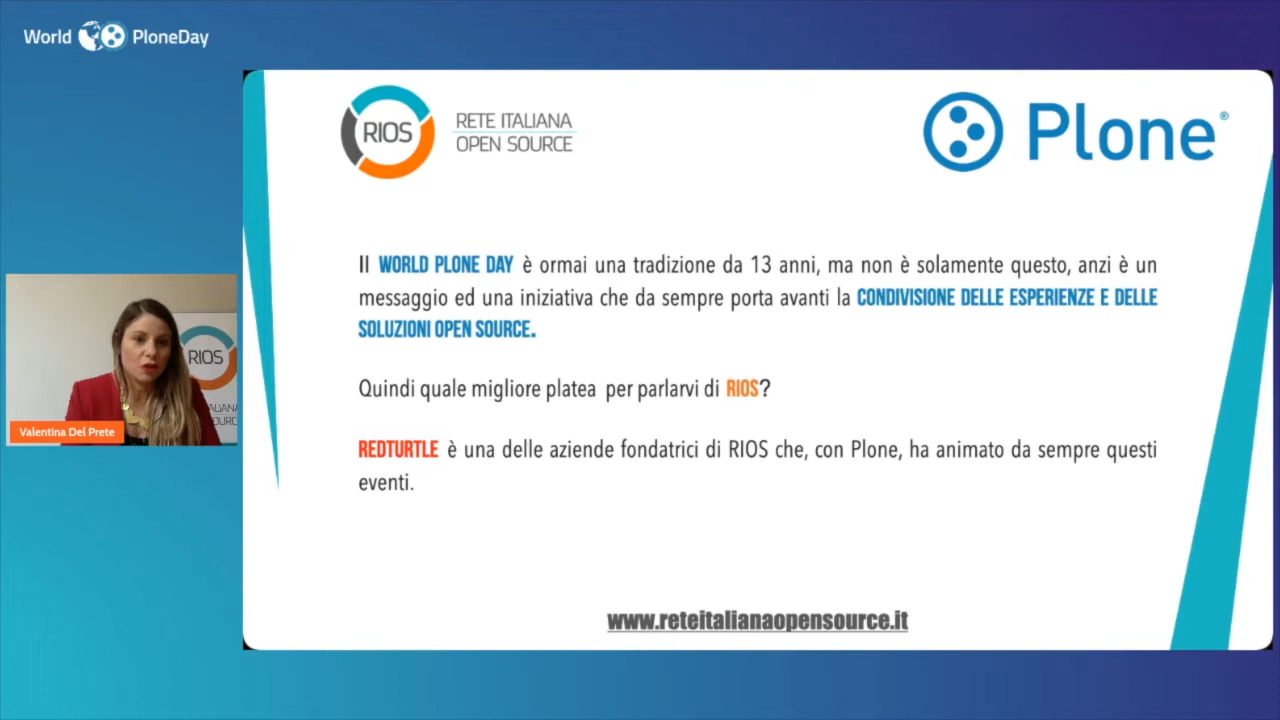 World PloneDay
RIOS
RETE ITALIANA
OPEN SOURCE
Plone®
Il WORLD PLONE DAY è ormai una tradizione da 13 anni, ma non è solamente questo, anzi è un
messaggio ed una iniziativa che da sempre porta avanti la CONDIVISIONE DELLE ESPERIENZE E DELLE
SOLUZIONI OPEN SOURCE.
Quindi quale migliore platea per parlarvi di RIOS?
REDTURTLE è una delle aziende fondatrici di RIOS che, con Plone, ha animato da sempre questi
eventi.
www.reteitalianaopensource.it
RIOS
Valentina Del Prete